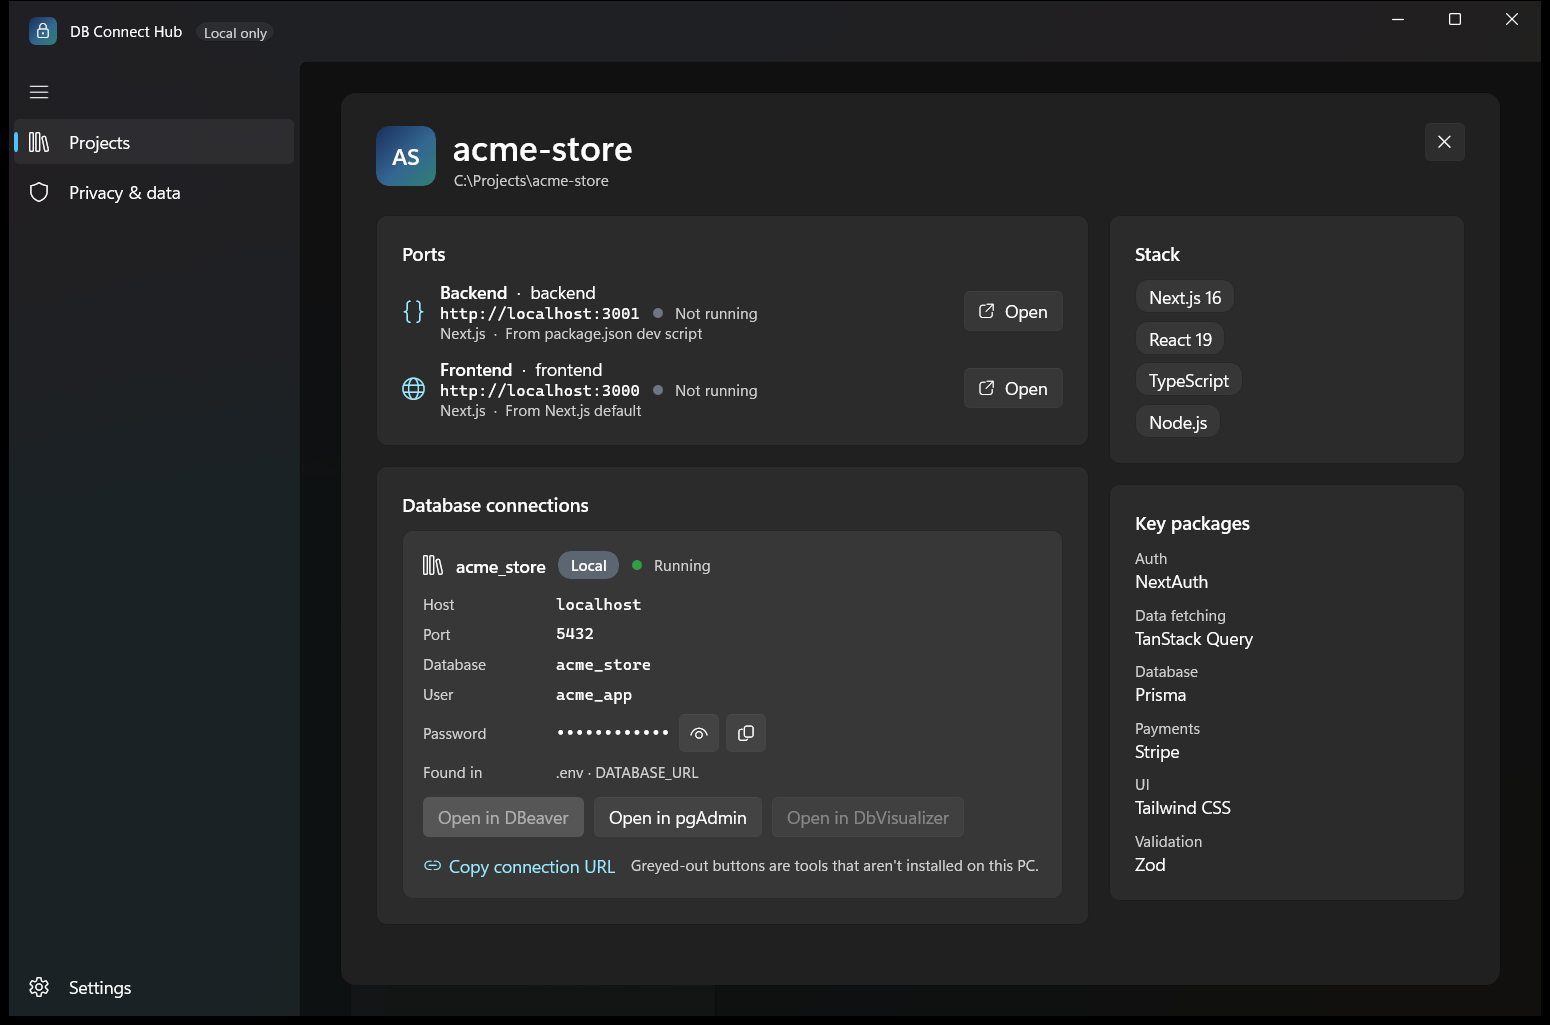 DB Connect Hub Local only
Projects
Privacy & data
Settings
AS
acme-store
C:\Projects\acme-store
Ports
Backend · backend
http://localhost:3001 Not running
Next.js · From package.json dev script
Open
Frontend · frontend
http://localhost:3000 Not running
Next.js · From Next.js default
Open
Database connections
acme_store Local Running
Host localhost
Port 5432
Database acme_store
User acme_app
Password ••••••••••••
Found in .env · DATABASE_URL
Open in DBeaver Open in pgAdmin Open in DbVisualizer
Copy connection URL Greyed-out buttons are tools that aren't installed on this PC.
Stack
Next.js 16
React 19
TypeScript
Node.js
Key packages
Auth
NextAuth
Data fetching
TanStack Query
Database
Prisma
Payments
Stripe
UI
Tailwind CSS
Validation
Zod